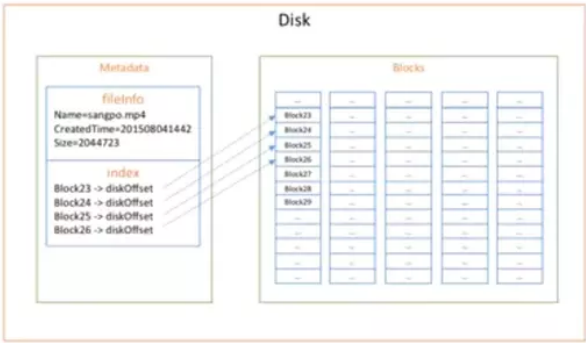 Disk
Metadata
fileInfo
Name=sangpo.mp4
CreatedTime=201508041442
Size=2044723
index
Block23 -> diskOffset
Block24 -> diskOffset
Block25 -> diskOffset
Block26 -> diskOffset
Blocks
... ... ... ... ...
Block23 ... ... ... ...
Block24 ... ... ... ...
Block25 ... ... ... ...
Block26 ... ... ... ...
Block27 ... ... ... ...
Block28 ... ... ... ...
Block29 ... ... ... ...
... ... ... ... ...
... ... ... ... ...
... ... ... ... ...
... ... ... ... ...
... ... ... ... ...